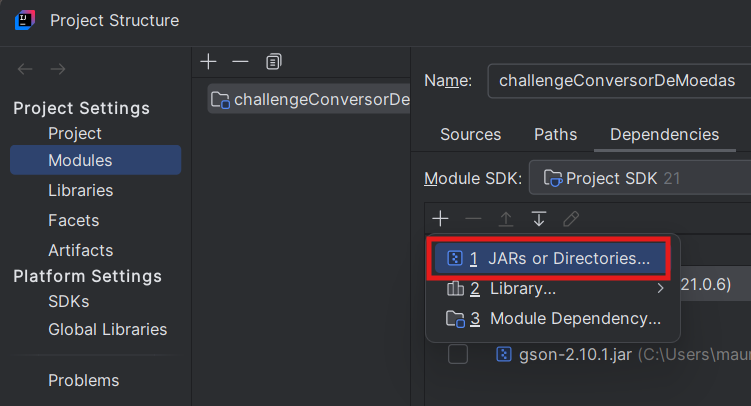 Project Structure
Project Settings
Project
Modules
Libraries
Facets
Artifacts
Platform Settings
SDKs
Global Libraries
Problems
challengeConversorDe
Name: challengeConversorDeMoedas
Sources Paths Dependencies
Module SDK: Project SDK 21
1 JARs or Directories...
2 Library...
3 Module Dependency...
21.0.6)
gson-2.10.1.jar (C:\Users\mau